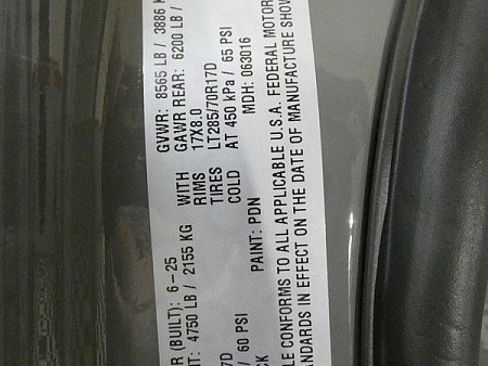 R (BUILT): 6-25 GVWR: 8565 LB / 3886 K
NT: 4750 LB / 2155 KG GAWR REAR: 6200 LB /
WITH 17X8.0
RIMS LT285/70R17D
7D TIRES AT 450 kPa / 65 PSI
/ 60 PSI COLD MDH: 063016
CK PAINT: PDN
LE CONFORMS TO ALL APPLICABLE U.S.A. FEDERAL MOTOR
ANDARDS IN EFFECT ON THE DATE OF MANUFACTURE SHOW